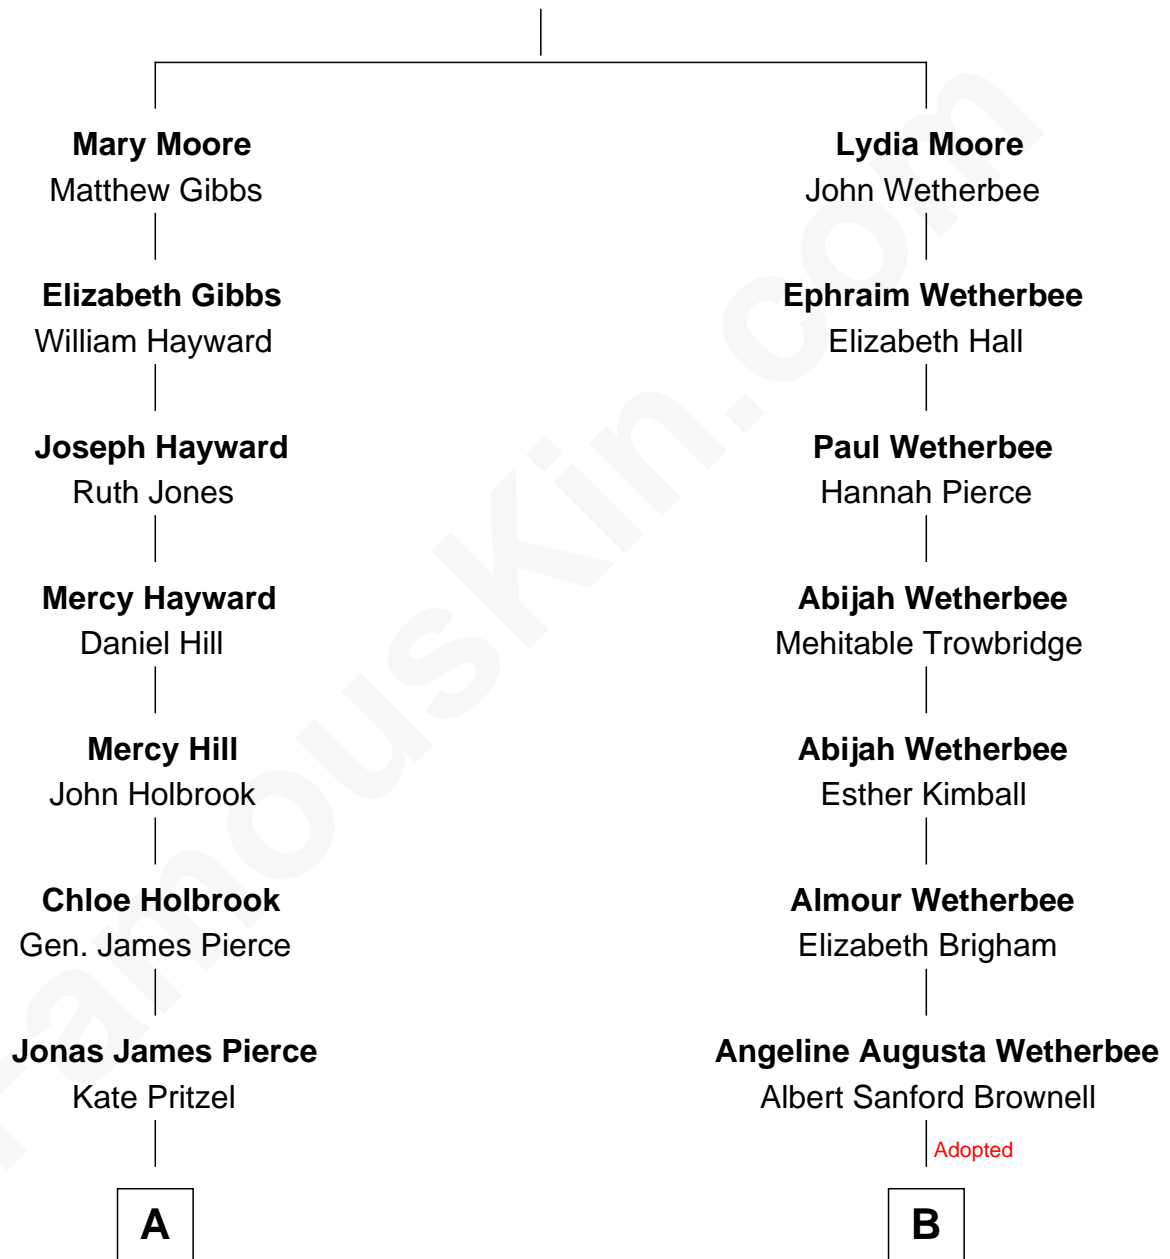 Mary Moore
Matthew Gibbs
Elizabeth Gibbs
William Hayward
Joseph Hayward
Ruth Jones
Mercy Hayward
Daniel Hill
Mercy Hill
John Holbrook
Chloe Holbrook
Gen. James Pierce
Jonas James Pierce
Kate Pritzel
A
Lydia Moore
John Wetherbee
Ephraim Wetherbee
Elizabeth Hall
Paul Wetherbee
Hannah Pierce
Abijah Wetherbee
Mehitable Trowbridge
Abijah Wetherbee
Esther Kimball
Almour Wetherbee
Elizabeth Brigham
Angeline Augusta Wetherbee
Albert Sanford Brownell
Adopted
B
FamousKin.com